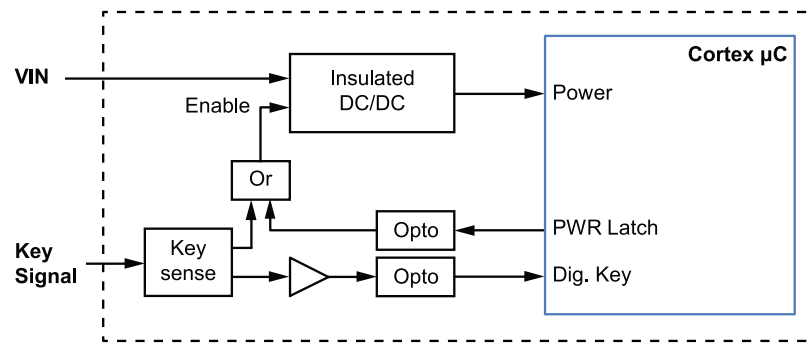 Cortex µC
VIN
Insulated
DC/DC
Power
Enable
Or
Opto
PWR Latch
Key
Signal
Key
sense
Opto
Dig. Key